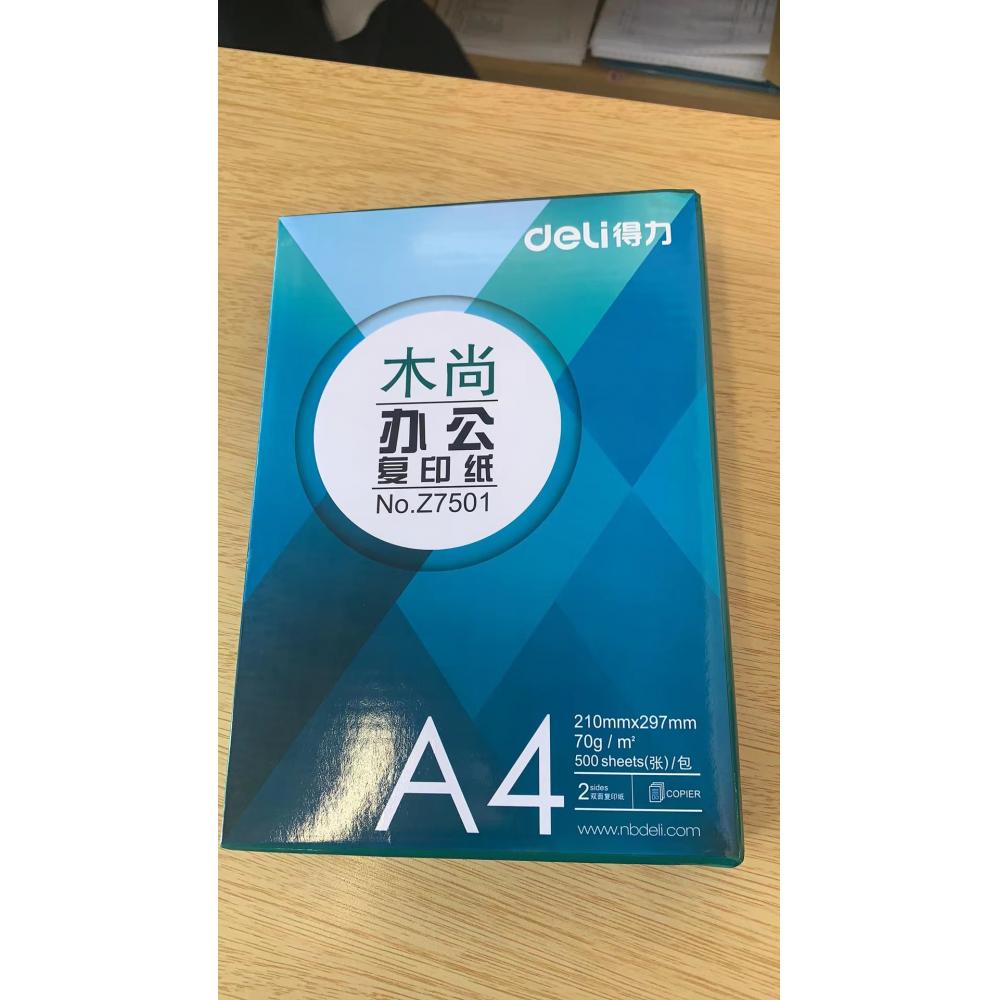 deli得力
木尚
办公
复印纸
No.Z7501
A4
210mmx297mm
70g / m²
500 sheets(张)/包
2 sides 双面复印纸
COPIER
www.nbdeli.com